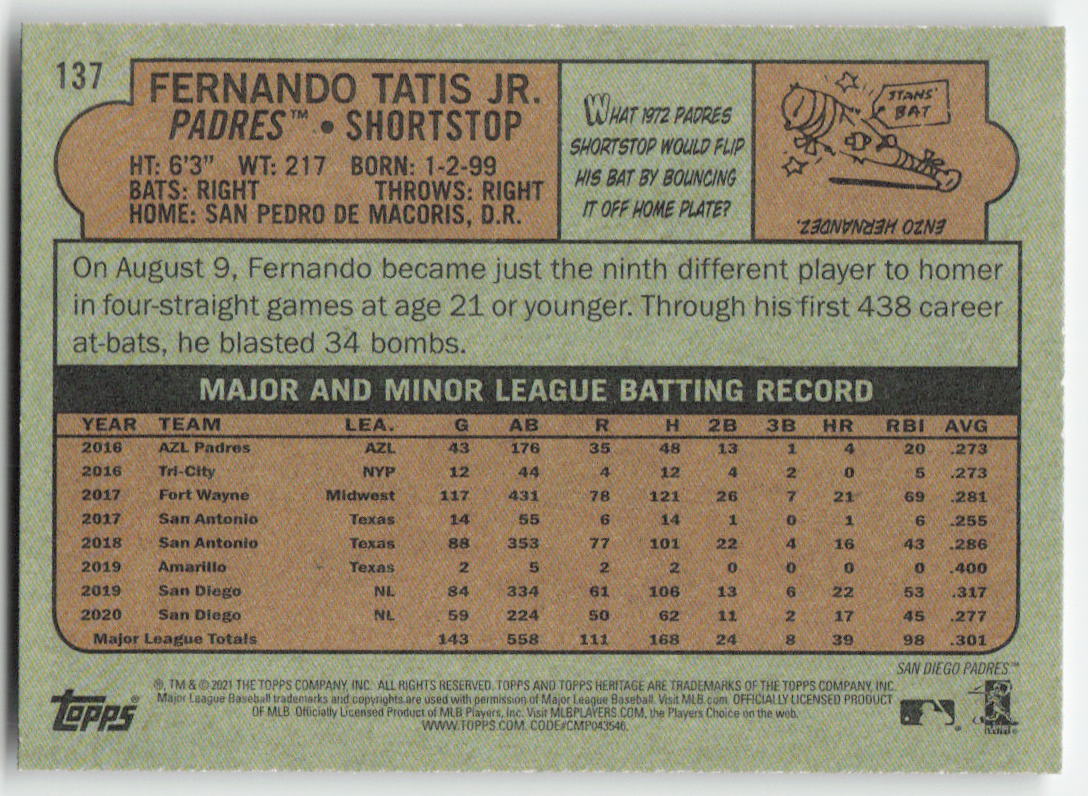 137
FERNANDO TATIS JR.
PADRES™ • SHORTSTOP
HT: 6'3" WT: 217 BORN: 1-2-99
BATS: RIGHT THROWS: RIGHT
HOME: SAN PEDRO DE MACORIS, D.R.
WHAT 1972 PADRES
SHORTSTOP WOULD FLIP
HIS BAT BY BOUNCING
IT OFF HOME PLATE?
STANS'
BAT
ENZO HERNANDEZ.
On August 9, Fernando became just the ninth different player to homer
in four-straight games at age 21 or younger. Through his first 438 career
at-bats, he blasted 34 bombs.
MAJOR AND MINOR LEAGUE BATTING RECORD
YEAR TEAM LEA. G AB R H 2B 3B HR RBI AVG
2016 AZL Padres AZL 43 176 35 48 13 1 4 20 .273
2016 Tri-City NYP 12 44 4 12 4 2 0 5 .273
2017 Fort Wayne Midwest 117 431 78 121 26 7 21 69 .281
2017 San Antonio Texas 14 55 6 14 1 0 1 6 .255
2018 San Antonio Texas 88 353 77 101 22 4 16 43 .286
2019 Amarillo Texas 2 5 2 2 0 0 0 0 .400
2019 San Diego NL 84 334 61 106 13 6 22 53 .317
2020 San Diego NL 59 224 50 62 11 2 17 45 .277
Major League Totals 143 558 111 168 24 8 39 98 .301
SAN DIEGO PADRES™
®, TM & © 2021 THE TOPPS COMPANY, INC. ALL RIGHTS RESERVED. TOPPS AND TOPPS HERITAGE ARE TRADEMARKS OF THE TOPPS COMPANY, INC.
Major League Baseball trademarks and copyrights are used with permission of Major League Baseball. Visit MLB.com. OFFICIALLY LICENSED PRODUCT
OF MLB. Officially Licensed Product of MLB Players, Inc. Visit MLBPLAYERS.COM, the Players Choice on the web.
WWW.TOPPS.COM. CODE#CMP043546.
TOPPS®